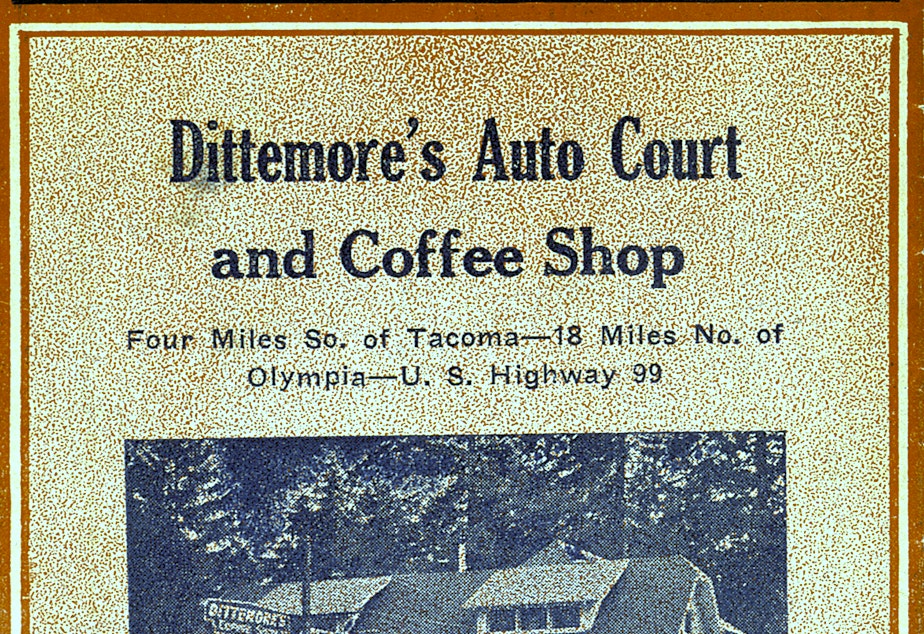 Dittemore's Auto Court
and Coffee Shop
Four Miles So. of Tacoma—18 Miles No. of
Olympia—U. S. Highway 99
DITTEMORE'S